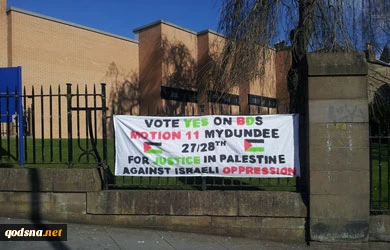 VOTE YES ON BDS
MOTION 11 MYDUNDEE
27/28TH
FOR JUSTICE IN PALESTINE
AGAINST ISRAELI OPPRESSION
qodsna.net